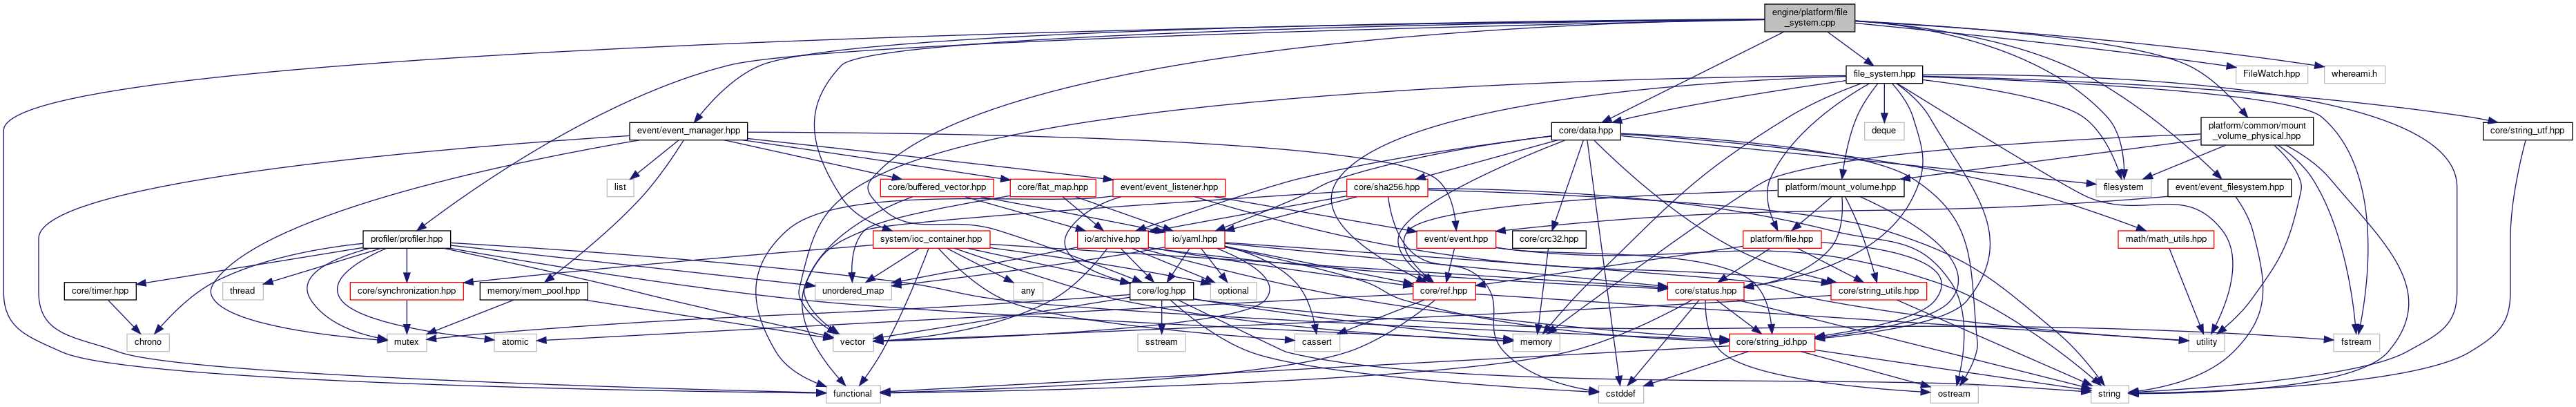 engine/platform/file
_system.cpp
file_system.hpp
FileWatch.hpp
whereami.h
event/event_manager.hpp
core/data.hpp
deque
platform/common/mount
_volume_physical.hpp
core/string_utf.hpp
list
core/buffered_vector.hpp
core/flat_map.hpp
event/event_listener.hpp
core/sha256.hpp
platform/mount_volume.hpp
filesystem
event/event_filesystem.hpp
profiler/profiler.hpp
system/ioc_container.hpp
io/archive.hpp
io/yaml.hpp
event/event.hpp
core/crc32.hpp
platform/file.hpp
math/math_utils.hpp
core/timer.hpp
thread
core/synchronization.hpp
memory/mem_pool.hpp
unordered_map
any
core/log.hpp
optional
core/ref.hpp
core/status.hpp
core/string_utils.hpp
chrono
mutex
atomic
vector
sstream
cassert
memory
core/string_id.hpp
utility
fstream
functional
cstddef
ostream
string